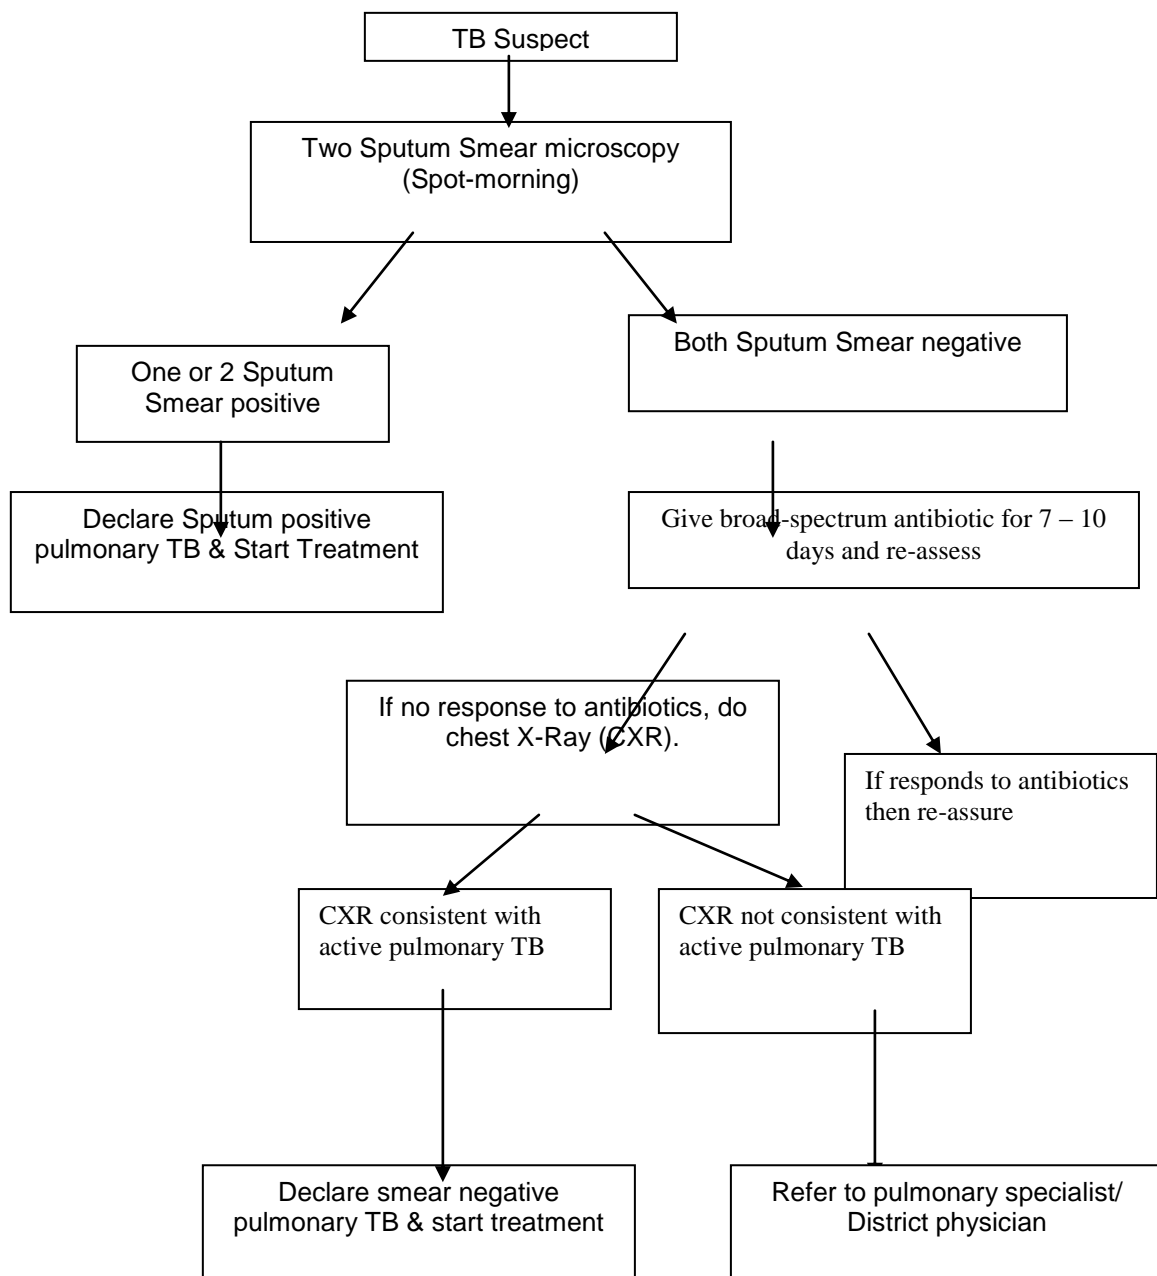 TB Suspect
Two Sputum Smear microscopy
(Spot-morning)
Both Sputum Smear negative
One or 2 Sputum
Smear positive
Declare Sputum positive
pulmonary TB & Start Treatment
Give broad-spectrum antibiotic for 7 – 10
days and re-assess
If no response to antibiotics, do
chest X-Ray (CXR).
If responds to antibiotics
then re-assure
CXR consistent with
active pulmonary TB
CXR not consistent with
active pulmonary TB
Declare smear negative
pulmonary TB & start treatment
Refer to pulmonary specialist/
District physician